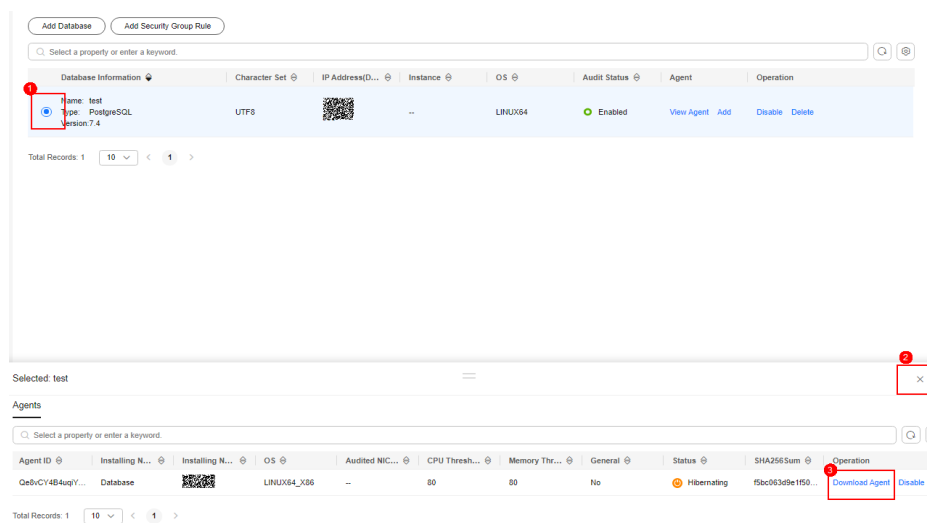 Add Database Add Security Group Rule
Select a property or enter a keyword.
Database Information Character Set IP Address(D... Instance OS Audit Status Agent Operation
1
Name: test
Type: PostgreSQL UTF8 -- LINUX64 Enabled View Agent Add Disable Delete
Version:7.4
Total Records: 1 10 < 1 >
2
Selected: test
Agents
Select a property or enter a keyword.
Agent ID Installing N... Installing N... OS Audited NIC... CPU Thresh... Memory Thr... General Status SHA256Sum Operation
3
Qe8vCY4B4uqiY... Database LINUX64_X86 -- 80 80 No Hibernating f5bc063d9e1f50... Download Agent Disable
Total Records: 1 10 < 1 >